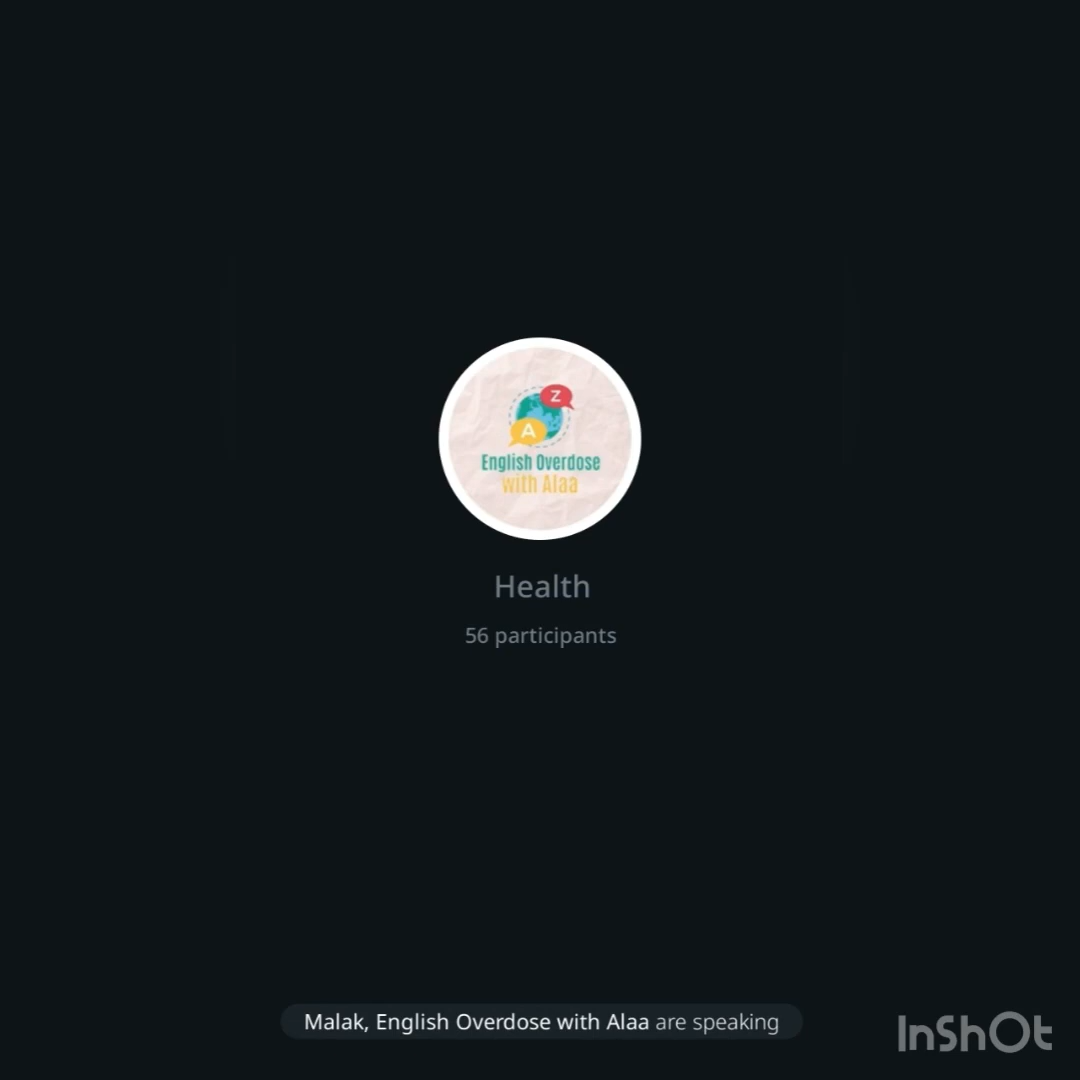 Z
A
English Overdose
with Alaa
Health
56 participants
Malak, English Overdose with Alaa are speaking
InShOt